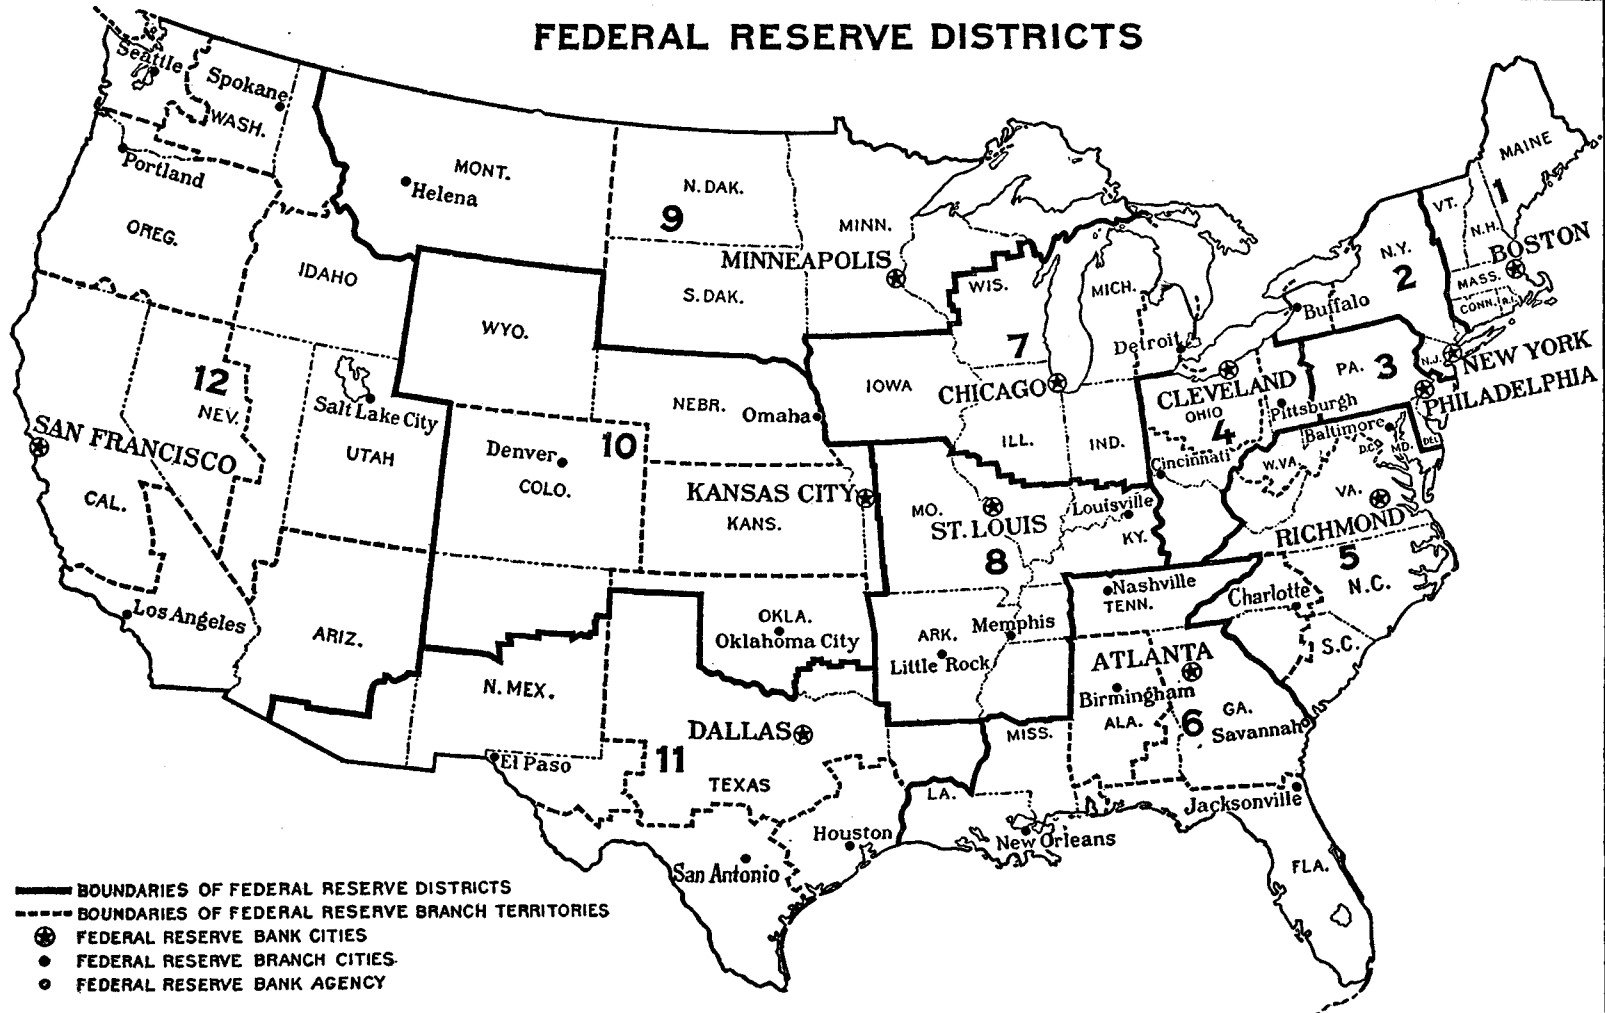 FEDERAL RESERVE DISTRICTS
Seattle
Spokane
WASH.
Portland
OREG.
MONT.
Helena
IDAHO
N. DAK.
9
MINN.
MINNEAPOLIS
S. DAK.
WYO.
WIS.
MICH.
7
Detroit
MAINE
1
VT.
N.H.
BOSTON
MASS.
CONN.
R.I.
N.Y.
2
Buffalo
NEW YORK
N.J.
PA.
3
PHILADELPHIA
CLEVELAND
OHIO
4
Pittsburgh
Cincinnati
Baltimore
D.C.
MD.
DEL
W.VA.
VA.
RICHMOND
5
12
NEV.
SAN FRANCISCO
CAL.
Salt Lake City
UTAH
Denver
10
COLO.
NEBR.
Omaha
IOWA
CHICAGO
ILL.
IND.
KANSAS CITY
KANS.
MO.
ST. LOUIS
8
Louisville
KY.
Los Angeles
ARIZ.
N. MEX.
OKLA.
Oklahoma City
ARK.
Little Rock
Memphis
Nashville
TENN.
Charlotte
N.C.
S.C.
ATLANTA
Birmingham
ALA.
6
GA.
Savannah
MISS.
DALLAS
11
El Paso
TEXAS
LA.
Houston
San Antonio
New Orleans
Jacksonville
FLA.
BOUNDARIES OF FEDERAL RESERVE DISTRICTS
BOUNDARIES OF FEDERAL RESERVE BRANCH TERRITORIES
FEDERAL RESERVE BANK CITIES
FEDERAL RESERVE BRANCH CITIES
FEDERAL RESERVE BANK AGENCY